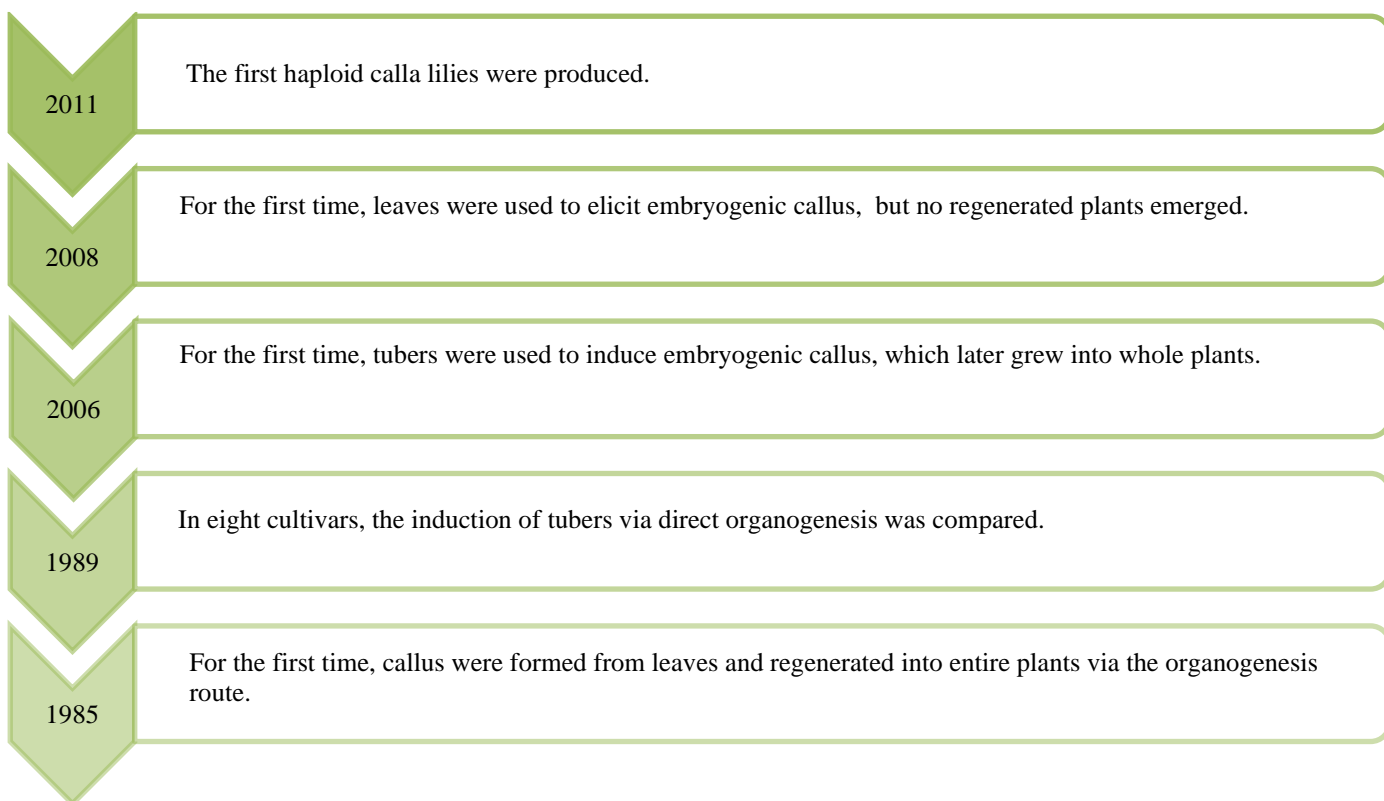 The first haploid calla lilies were produced.
2011
For the first time, leaves were used to elicit embryogenic callus, but no regenerated plants emerged.
2008
For the first time, tubers were used to induce embryogenic callus, which later grew into whole plants.
2006
In eight cultivars, the induction of tubers via direct organogenesis was compared.
1989
For the first time, callus were formed from leaves and regenerated into entire plants via the organogenesis
route.
1985